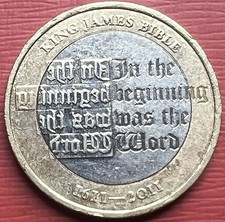 KING JAMES BIBLE
In the
beginning
was the
Word
1611–2011